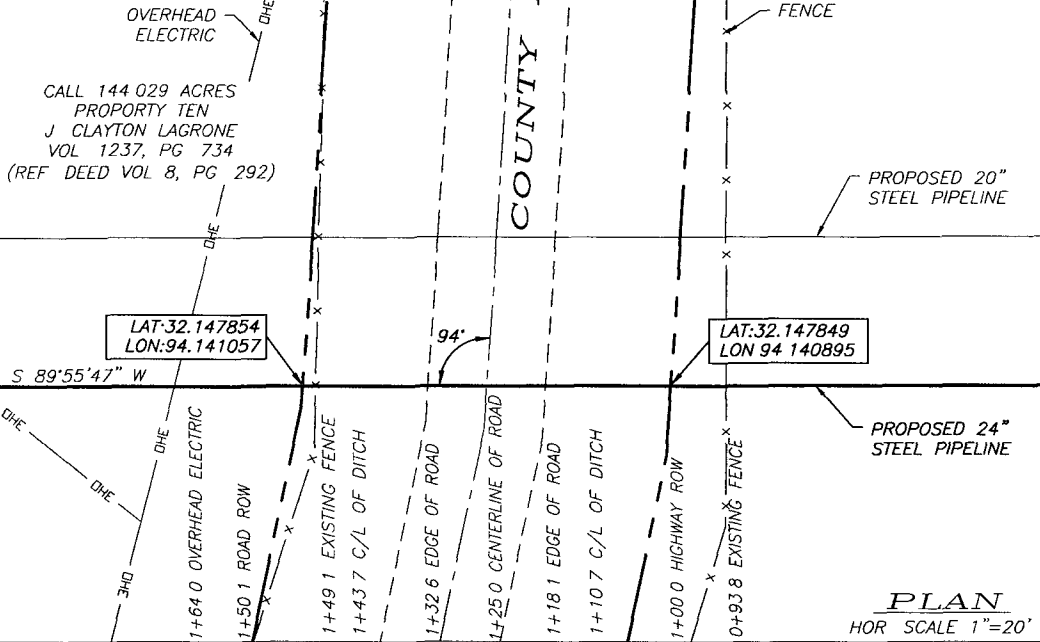 OVERHEAD
ELECTRIC
OHE
FENCE
CALL 144 029 ACRES
PROPORTY TEN
J CLAYTON LAGRONE
VOL 1237, PG 734
(REF DEED VOL 8, PG 292)
COUNTY
PROPOSED 20"
STEEL PIPELINE
OHE
LAT:32.147854
LON:94.141057
94°
LAT:32.147849
LON 94 140895
S 89°55'47" W
PROPOSED 24"
STEEL PIPELINE
OHE
OHE
OHE
OHE
1+64 0 OVERHEAD ELECTRIC
1+50 1 ROAD ROW
1+49 1 EXISTING FENCE
1+43 7 C/L OF DITCH
1+32 6 EDGE OF ROAD
1+25 0 CENTERLINE OF ROAD
1+18 1 EDGE OF ROAD
1+10 7 C/L OF DITCH
1+00 0 HIGHWAY ROW
0+93 8 EXISTING FENCE
PLAN
HOR SCALE 1"=20'